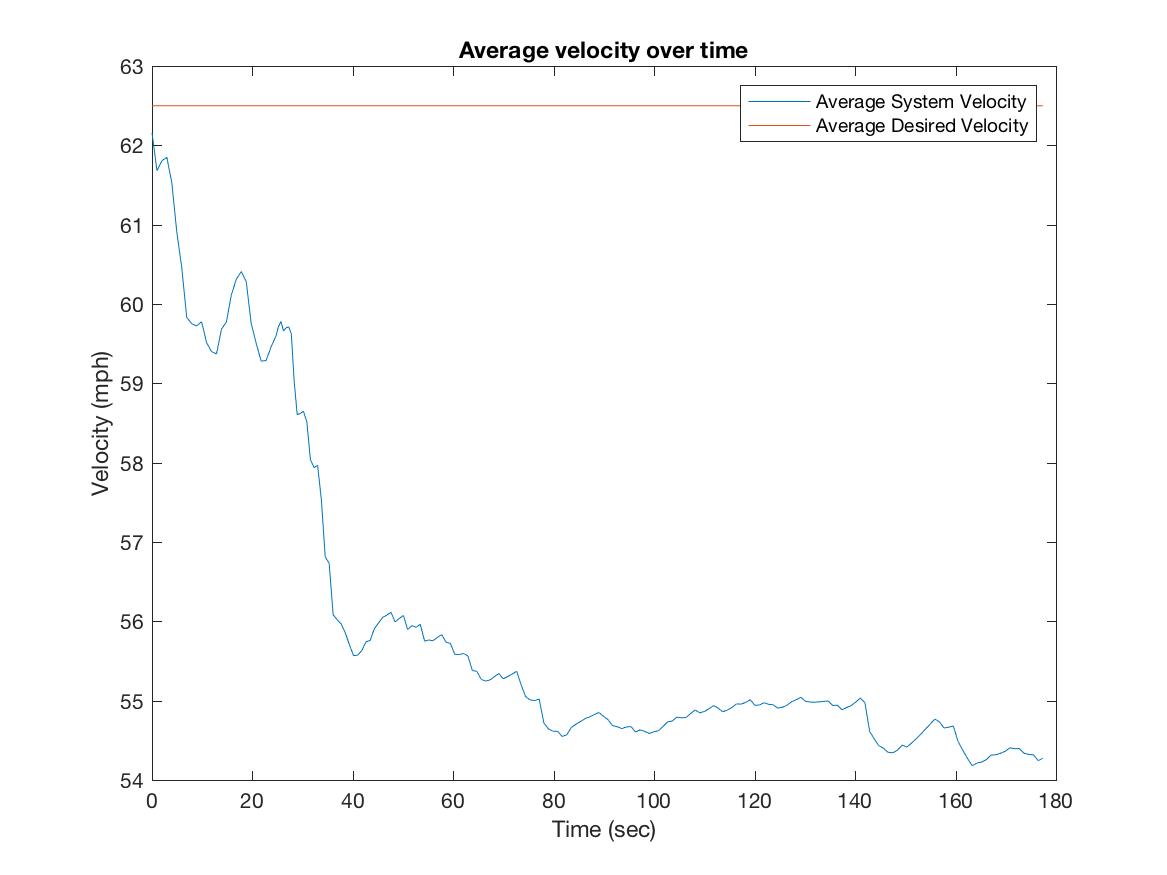 Average velocity over time
63
62
61
60
59
58
57
56
55
54
Velocity (mph)
Average System Velocity
Average Desired Velocity
0 20 40 60 80 100 120 140 160 180
Time (sec)